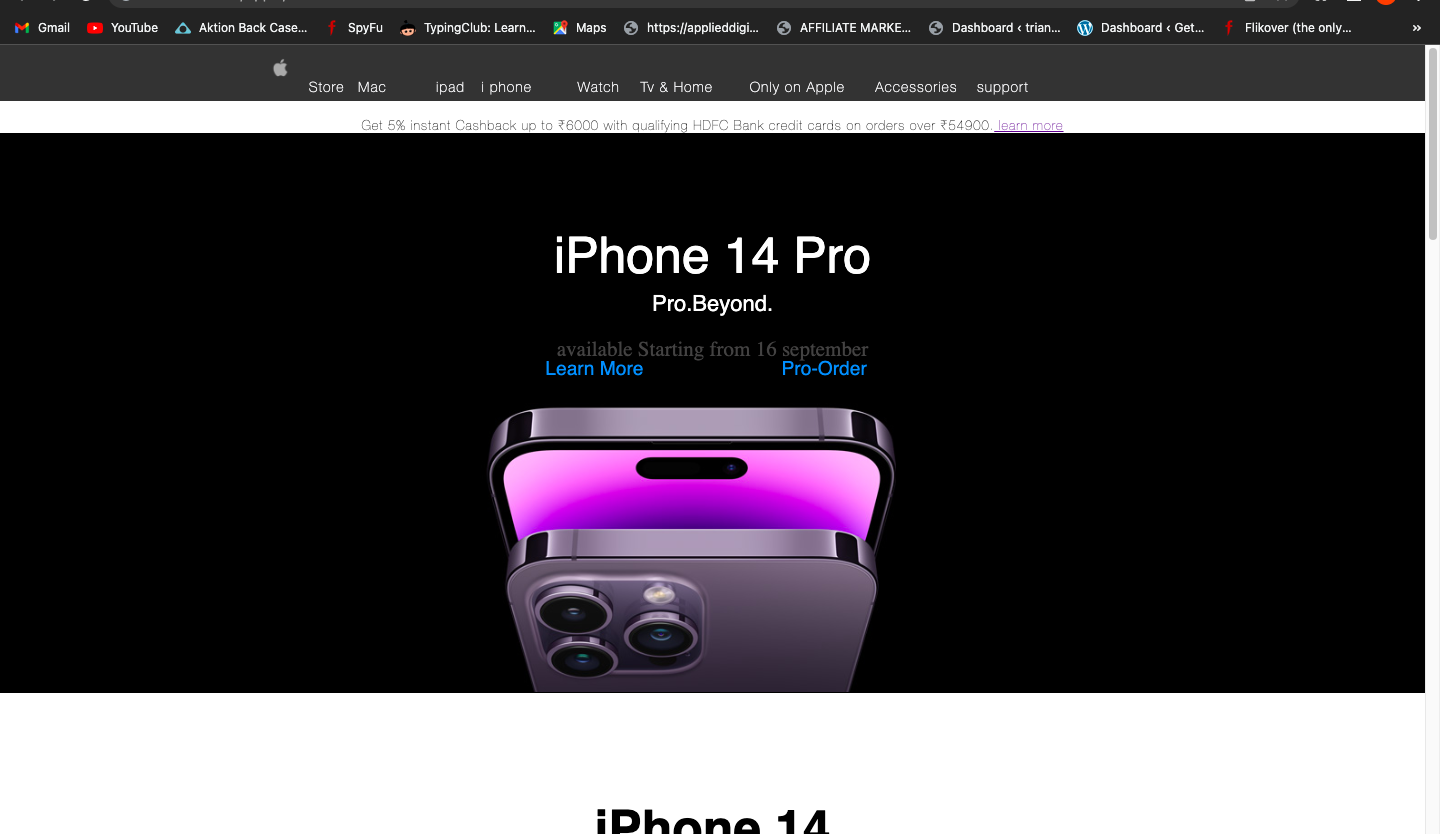 Gmail YouTube Aktion Back Case... SpyFu TypingClub: Learn... Maps https://applieddigi... AFFILIATE MARKE... Dashboard ‹ trian... Dashboard ‹ Get... Flikover (the only... »
Store Mac ipad i phone Watch Tv & Home Only on Apple Accessories support
Get 5% instant Cashback up to ₹6000 with qualifying HDFC Bank credit cards on orders over ₹54900. learn more
iPhone 14 Pro
Pro.Beyond.
available Starting from 16 september
Learn More Pro-Order
iPhone 14